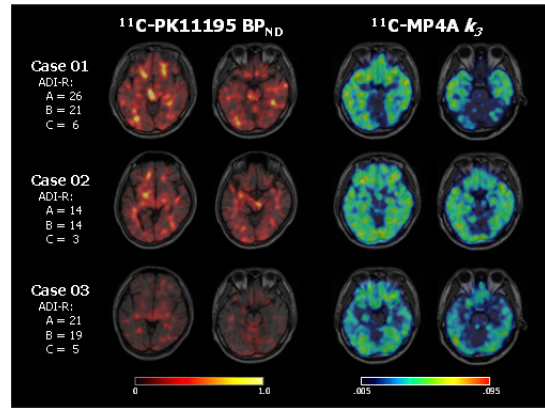 ¹¹C-PK11195 BP_ND
¹¹C-MP4A k₃
Case 01
ADI-R:
A = 26
B = 21
C = 6
Case 02
ADI-R:
A = 14
B = 14
C = 3
Case 03
ADI-R:
A = 21
B = 19
C = 5
0
1.0
.005
.095